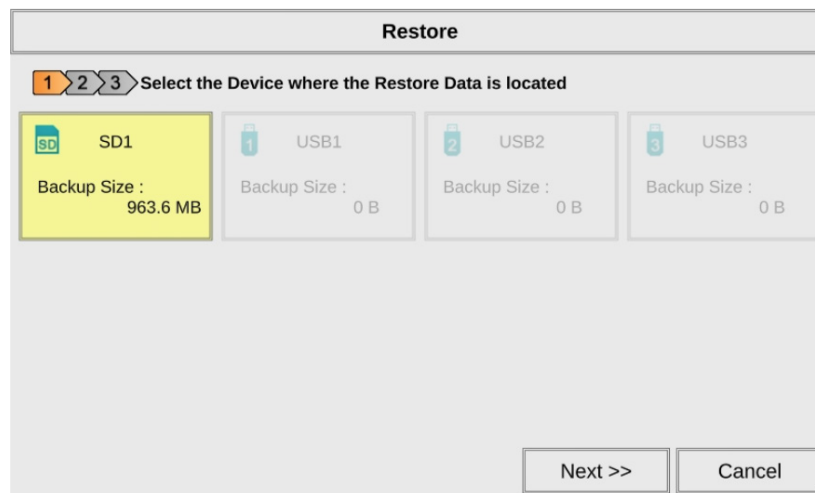 Restore
1 2 3 Select the Device where the Restore Data is located
SD SD1
Backup Size :
963.6 MB
1 USB1
Backup Size :
0 B
2 USB2
Backup Size :
0 B
3 USB3
Backup Size :
0 B
Next >> Cancel